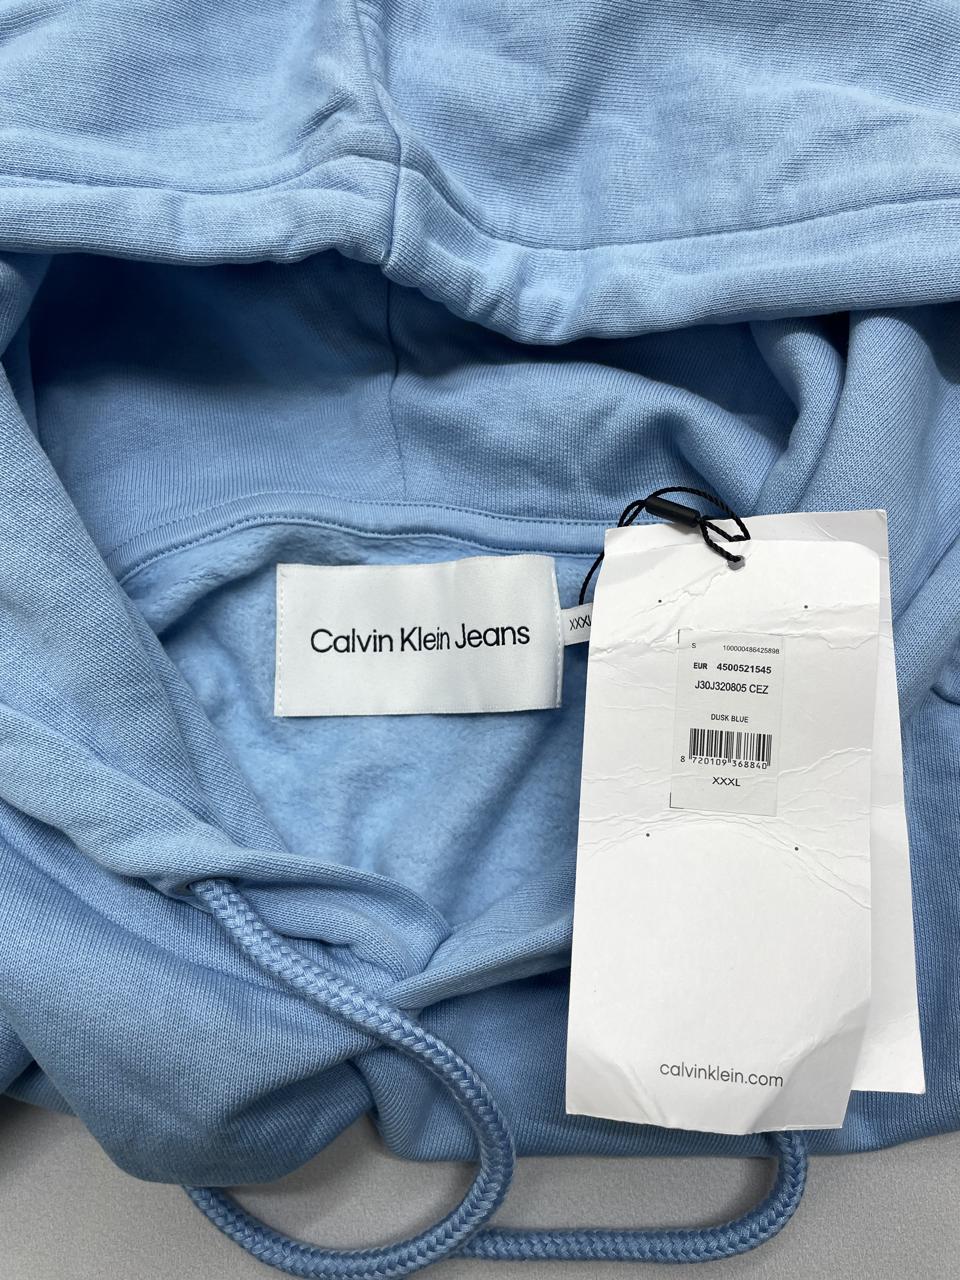 Calvin Klein Jeans
XXXL
S 100000486425898
EUR 4500521545
J30J320805 CEZ
DUSK BLUE
8 720109 368840
XXXL
calvinklein.com